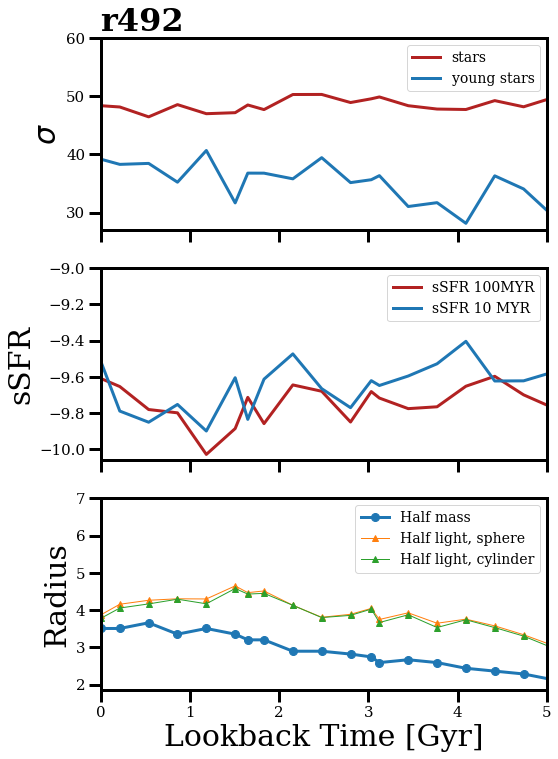 r492
60
50
40
30
σ
stars
young stars
−9.0
−9.2
−9.4
−9.6
−9.8
−10.0
sSFR
sSFR 100MYR
sSFR 10 MYR
7
6
5
4
3
2
Radius
Half mass
Half light, sphere
Half light, cylinder
0 1 2 3 4 5
Lookback Time [Gyr]